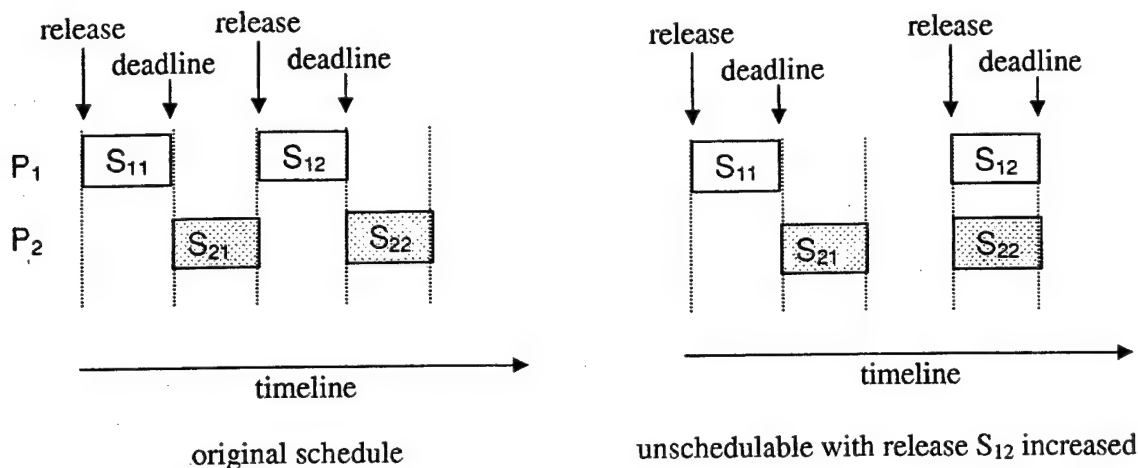 release
release
deadline
deadline
P1
S11
S12
P2
S21
S22
timeline
original schedule
release
release
deadline
deadline
S11
S12
S21
S22
timeline
unschedulable with release S12 increased